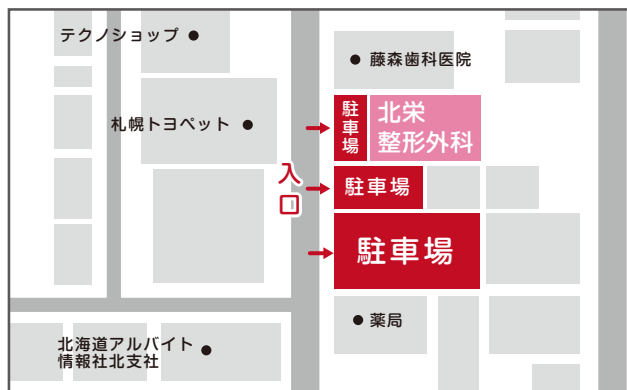 テクノショップ
藤森歯科医院
札幌トヨペット
駐車場
北栄
整形外科
入口
駐車場
駐車場
薬局
北海道アルバイト
情報社北支社